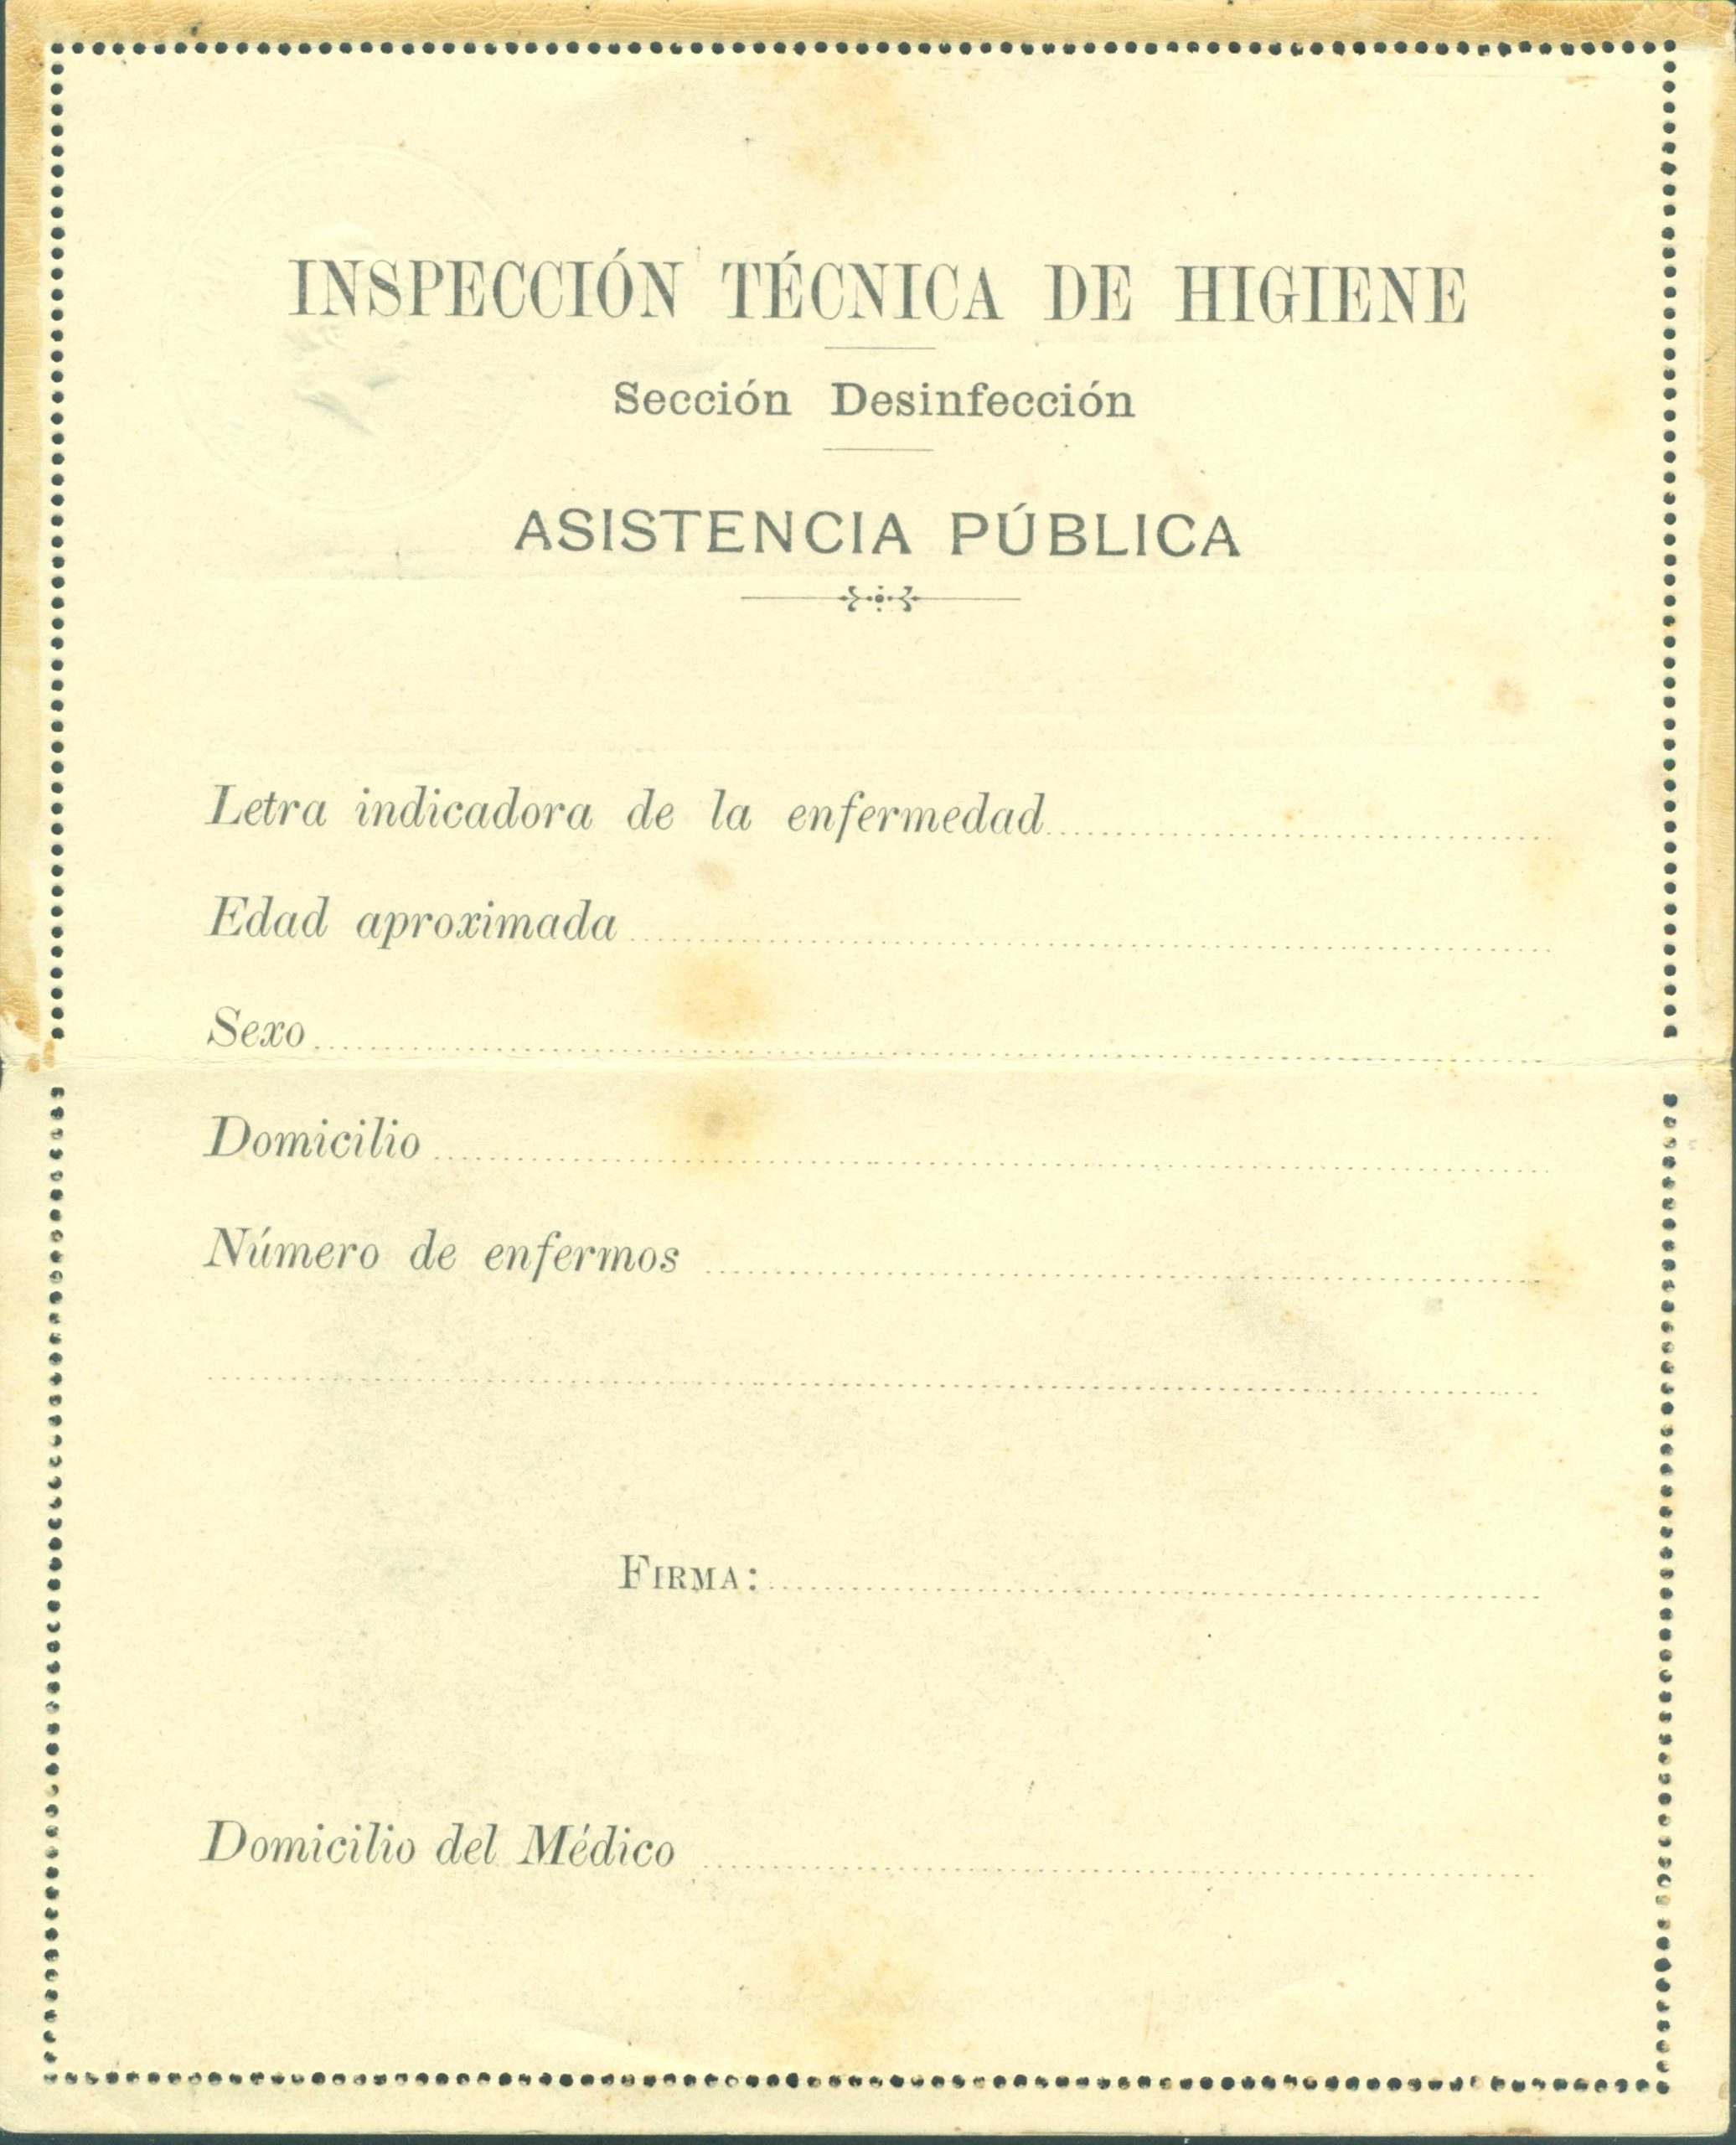 INSPECCIÓN TÉCNICA DE HIGIENE
Sección Desinfección
ASISTENCIA PÚBLICA
Letra indicadora de la enfermedad
Edad aproximada
Sexo
Domicilio
Número de enfermos
FIRMA:
Domicilio del Médico